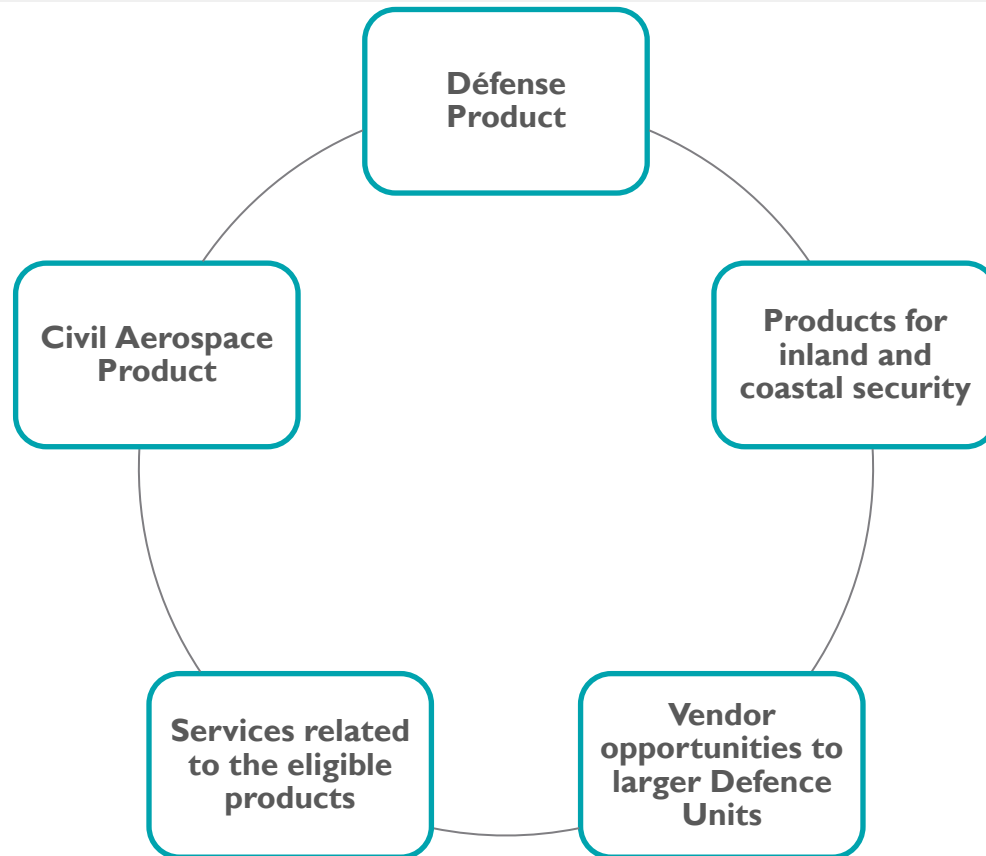 Défense
Product
Products for
inland and
coastal security
Vendor
opportunities to
larger Defence
Units
Services related
to the eligible
products
Civil Aerospace
Product